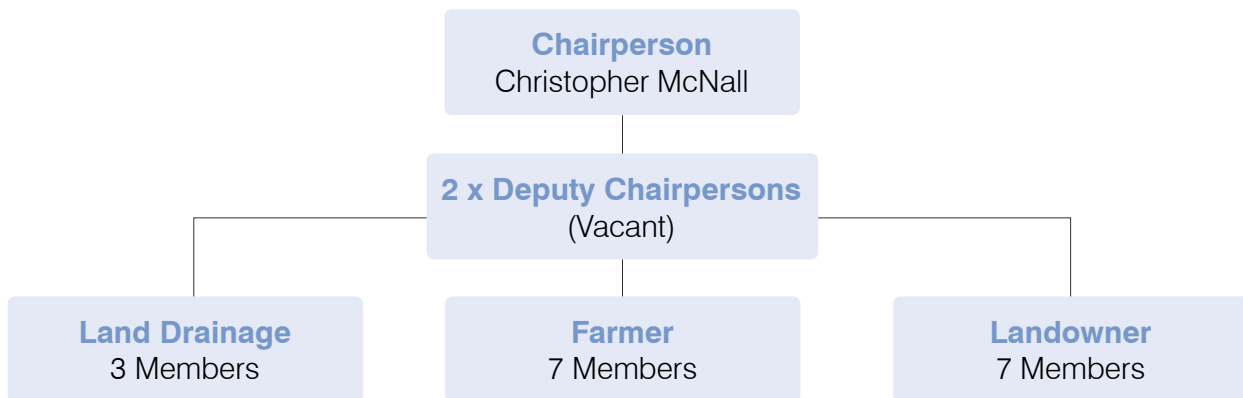 Chairperson
Christopher McNall
2 x Deputy Chairpersons
(Vacant)
Land Drainage
3 Members
Farmer
7 Members
Landowner
7 Members